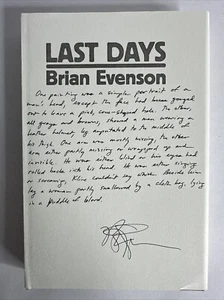 LAST DAYS
Brian Evenson
One painting was a simple portrait of a
man's head, except the face had been gouged
out to leave a pink, cone-shaped hole. The other,
all grays and browns, showed a man wearing a
leather helmet, leg amputated to the middle of
his thigh. One arm was mostly missing, the other
arm either partly missing or wrapped up and
invisible. He was either blind or his eyes had
rolled back into his head. He was either singing
or screaming, Kline couldn't say which. Beside him
lay a woman partly swallowed by a cloth bag, lying
in a puddle of blood.